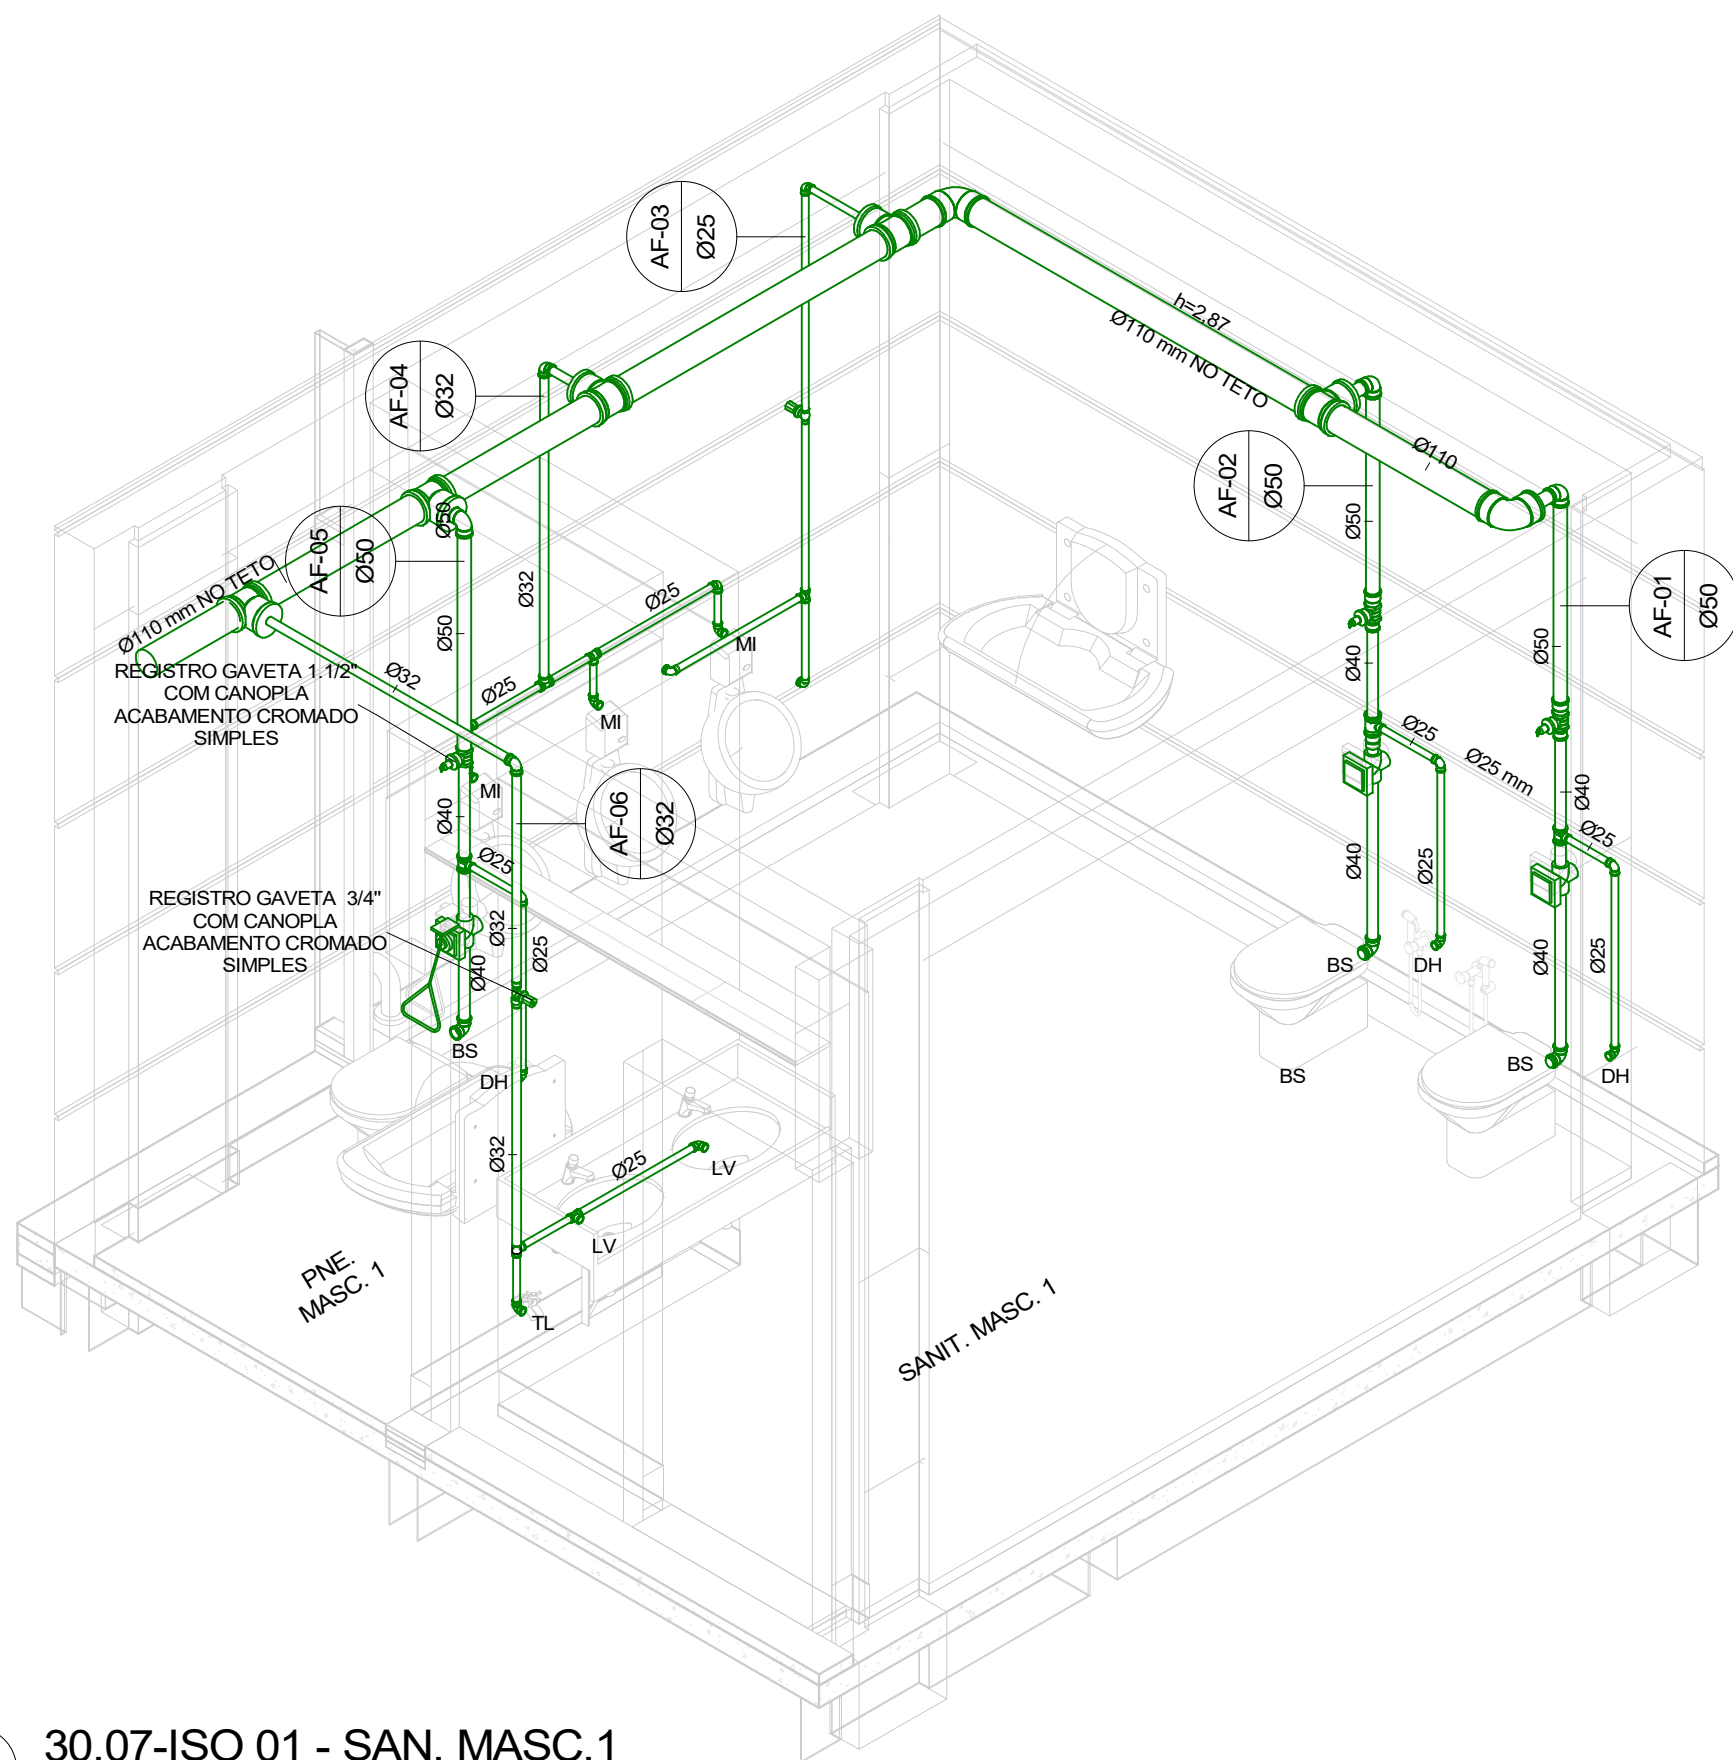 AF-03
Ø25
h=2,87
Ø110 mm NO TETO
AF-04
Ø32
Ø110
AF-02
Ø50
Ø50
Ø50
AF-05
Ø50
Ø110 mm NO TETO
Ø32
Ø25
AF-01
Ø50
Ø50
Ø50
MI
Ø40
REGISTRO GAVETA 1.1/2"
COM CANOPLA
ACABAMENTO CROMADO
SIMPLES
Ø32
Ø25
MI
Ø25
Ø25 mm
MI
Ø40
Ø40
AF-06
Ø32
Ø25
Ø25
Ø40
Ø25
REGISTRO GAVETA 3/4"
COM CANOPLA
ACABAMENTO CROMADO
SIMPLES
Ø32
Ø25
Ø40
Ø40
Ø25
BS
DH
BS
DH
BS
BS
DH
Ø32
Ø25
LV
LV
PNE.
MASC. 1
TL
SANIT. MASC. 1
30.07-ISO 01 - SAN. MASC.1